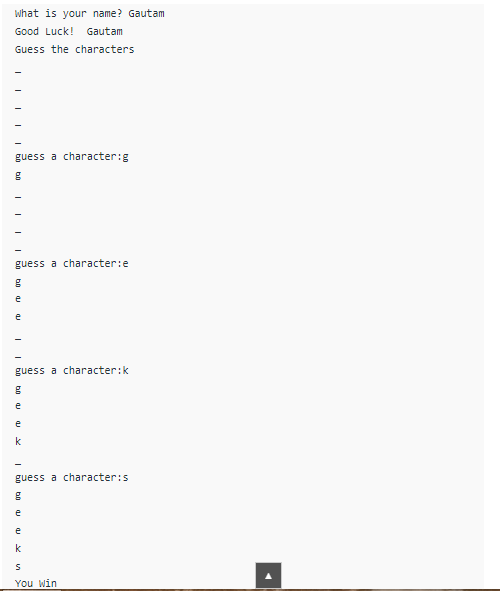 What is your name? Gautam
Good Luck!  Gautam
Guess the characters
_
_
_
_
_
guess a character:g
g
_
_
_
_
guess a character:e
g
e
e
_
_
guess a character:k
g
e
e
k
_
guess a character:s
g
e
e
k
s
You Win